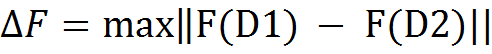 ΔF = max‖F(D1) − F(D2)||